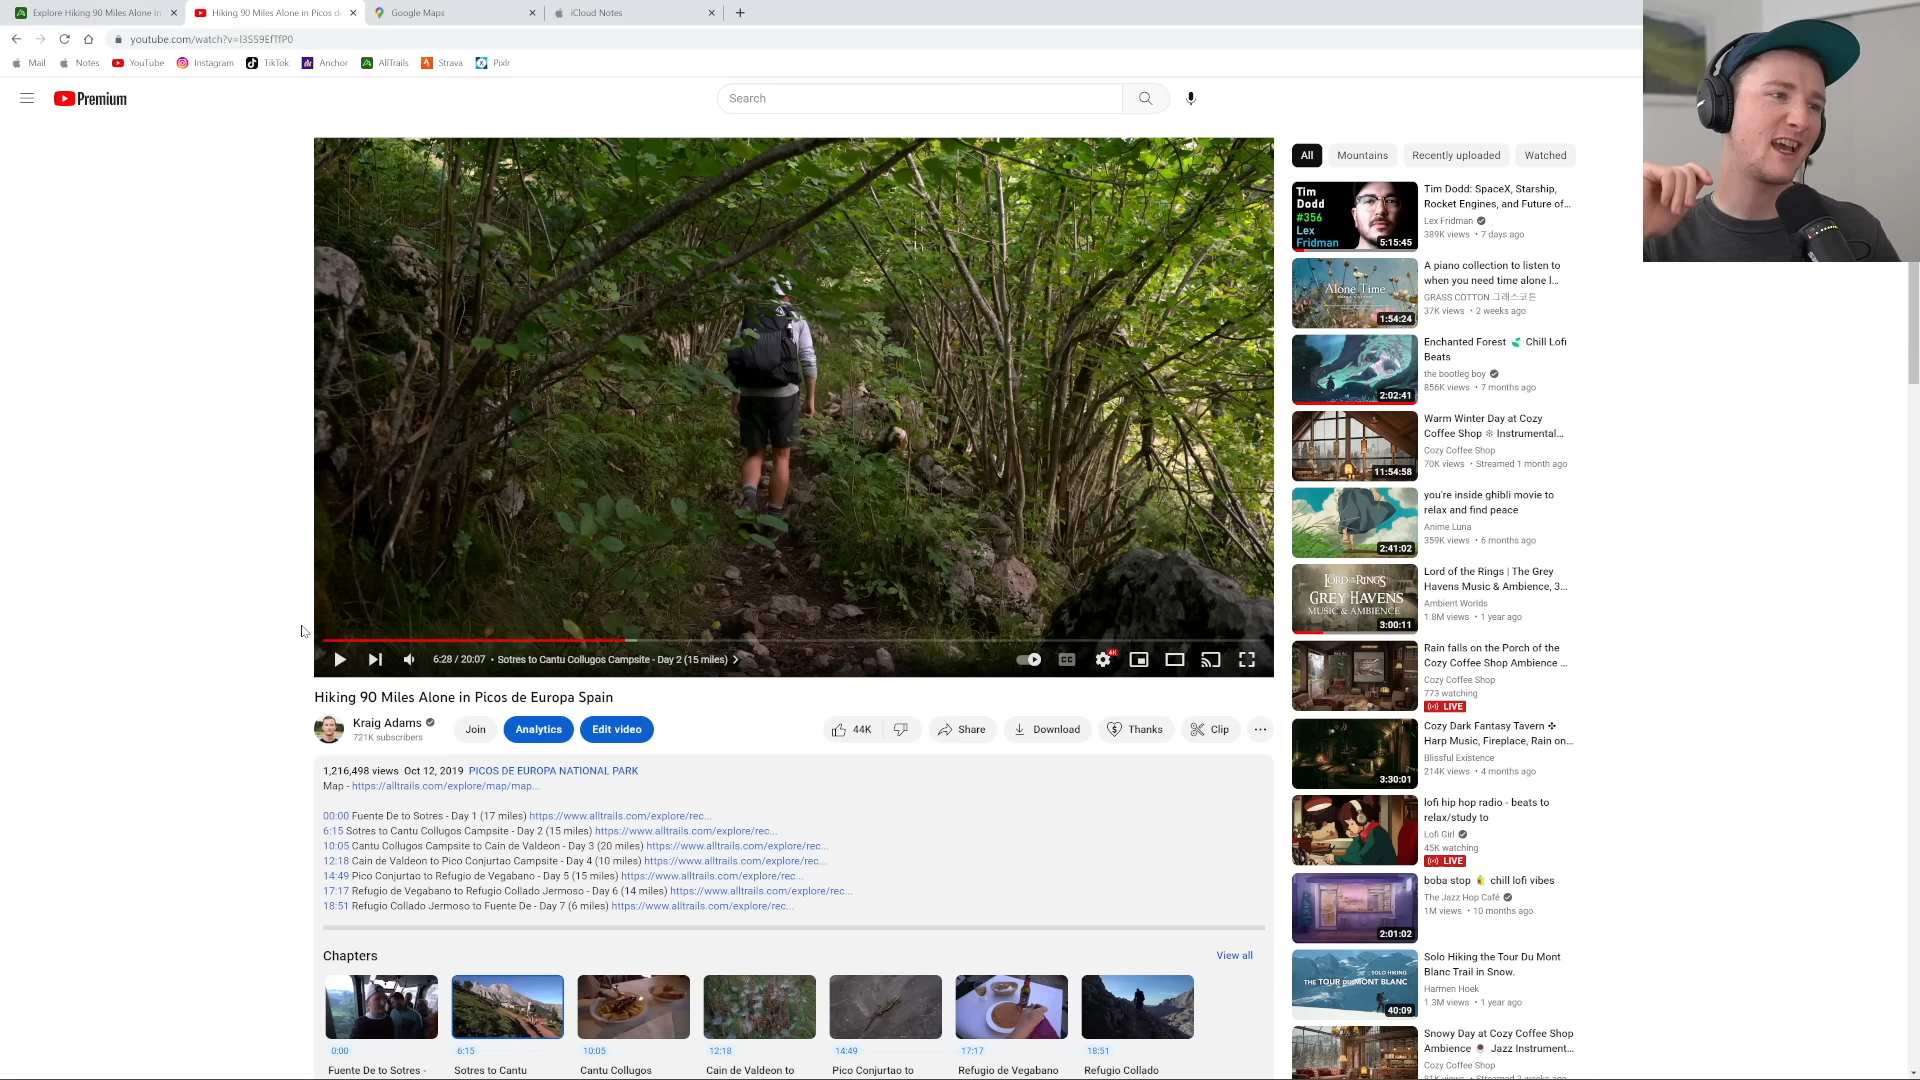 Explore Hiking 90 Miles Alone in
Hiking 90 Miles Alone in Picos de
Google Maps
iCloud Notes
youtube.com/watch?v=l3S59EfTfP0
Mail
Notes
YouTube
Instagram
TikTok
Anchor
AllTrails
Strava
Pixlr
Premium
Search
6:28 / 20:07 • Sotres to Cantu Collugos Campsite - Day 2 (15 miles)
CC
4K
Hiking 90 Miles Alone in Picos de Europa Spain
Kraig Adams
721K subscribers
Join
Analytics
Edit video
44K
Share
Download
Thanks
Clip
1,216,498 views Oct 12, 2019 PICOS DE EUROPA NATIONAL PARK
Map - https://alltrails.com/explore/map/map...
00:00 Fuente De to Sotres - Day 1 (17 miles) https://www.alltrails.com/explore/rec...
6:15 Sotres to Cantu Collugos Campsite - Day 2 (15 miles) https://www.alltrails.com/explore/rec...
10:05 Cantu Collugos Campsite to Cain de Valdeon - Day 3 (20 miles) https://www.alltrails.com/explore/rec...
12:18 Cain de Valdeon to Pico Conjurtao Campsite - Day 4 (10 miles) https://www.alltrails.com/explore/rec...
14:49 Pico Conjurtao to Refugio de Vegabano - Day 5 (15 miles) https://www.alltrails.com/explore/rec...
17:17 Refugio de Vegabano to Refugio Collado Jermoso - Day 6 (14 miles) https://www.alltrails.com/explore/rec...
18:51 Refugio Collado Jermoso to Fuente De - Day 7 (6 miles) https://www.alltrails.com/explore/rec...
Chapters
View all
0:00
6:15
10:05
12:18
14:49
17:17
18:51
Fuente De to Sotres -
Sotres to Cantu
Cantu Collugos
Cain de Valdeon to
Pico Conjurtao to
Refugio de Vegabano
Refugio Collado
All
Mountains
Recently uploaded
Watched
Tim
Dodd
#356
Lex
Fridman
5:15:45
Tim Dodd: SpaceX, Starship,
Rocket Engines, and Future of...
Lex Fridman
389K views • 7 days ago
Alone Time
1:54:24
A piano collection to listen to
when you need time alone l...
GRASS COTTON 그래스코튼
37K views • 2 weeks ago
2:02:41
Enchanted Forest Chill Lofi
Beats
the bootleg boy
856K views • 7 months ago
11:54:58
Warm Winter Day at Cozy
Coffee Shop ❄ Instrumental...
Cozy Coffee Shop
70K views • Streamed 1 month ago
2:41:02
you're inside ghibli movie to
relax and find peace
Anime Luna
359K views • 6 months ago
LORD OF THE RINGS
GREY HAVENS
MUSIC & AMBIENCE
3:00:11
Lord of the Rings | The Grey
Havens Music & Ambience, 3...
Ambient Worlds
1.8M views • 1 year ago
Rain falls on the Porch of the
Cozy Coffee Shop Ambience ...
Cozy Coffee Shop
773 watching
LIVE
3:30:01
Cozy Dark Fantasy Tavern ✣
Harp Music, Fireplace, Rain on...
Blissful Existence
214K views • 4 months ago
lofi hip hop radio - beats to
relax/study to
Lofi Girl
45K watching
LIVE
2:01:02
boba stop chill lofi vibes
The Jazz Hop Café
1M views • 10 months ago
SOLO HIKING
THE TOUR DU MONT BLANC
40:09
Solo Hiking the Tour Du Mont
Blanc Trail in Snow.
Harmen Hoek
1.3M views • 1 year ago
Snowy Day at Cozy Coffee Shop
Ambience Jazz Instrument...
Cozy Coffee Shop